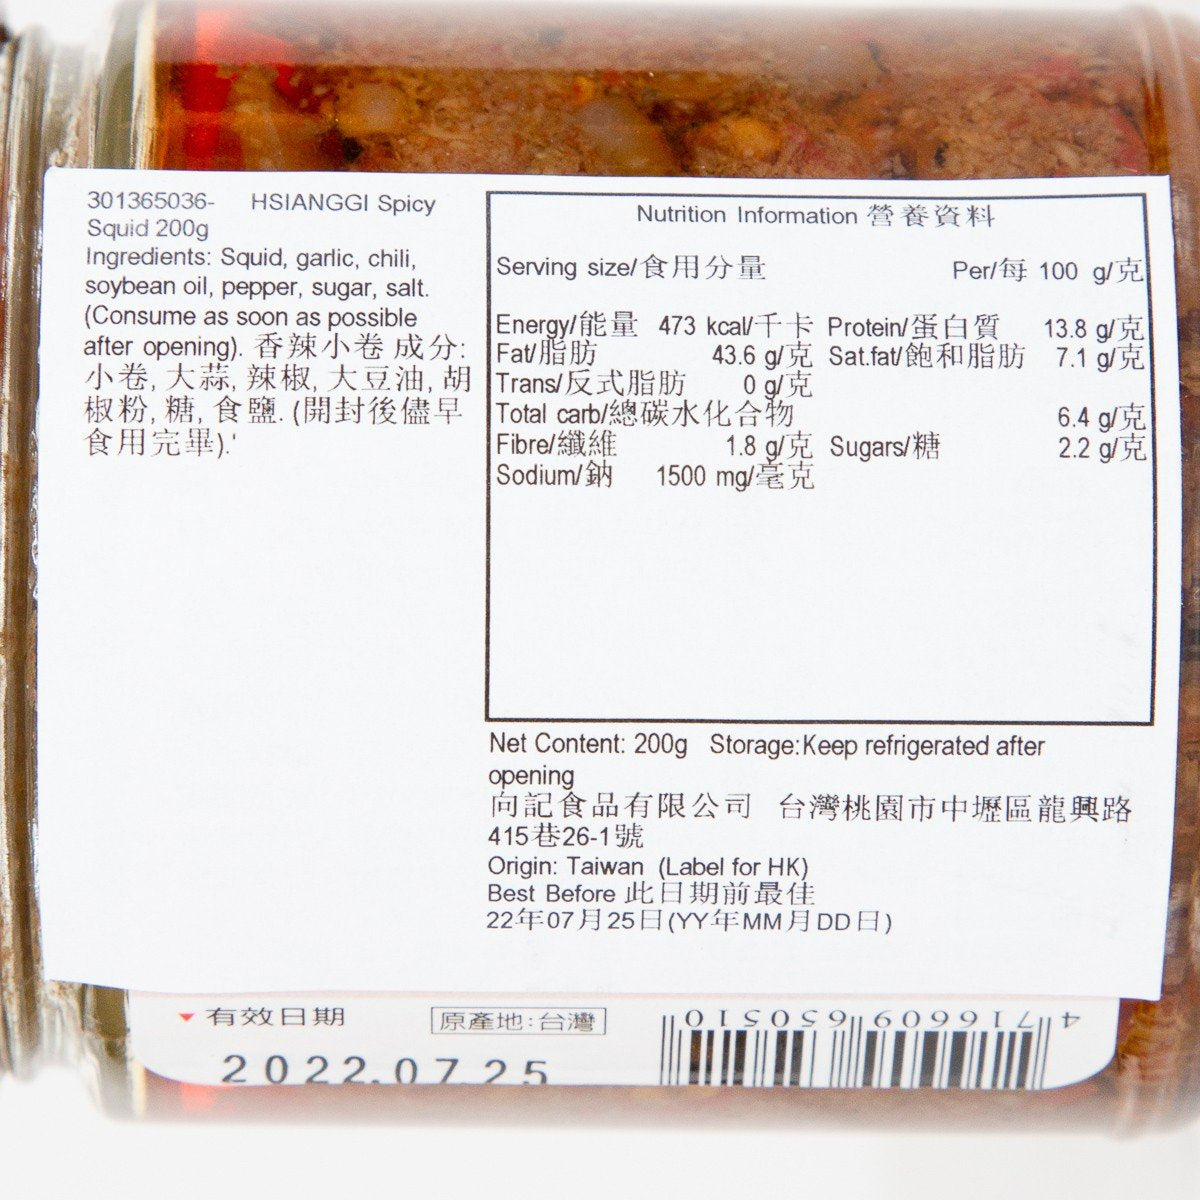 301365036- HSIANGGI Spicy
Squid 200g
Ingredients: Squid, garlic, chili,
soybean oil, pepper, sugar, salt.
(Consume as soon as possible
after opening). 香辣小卷 成分:
小卷, 大蒜, 辣椒, 大豆油, 胡
椒粉, 糖, 食鹽. (開封後儘早
食用完畢).'
Nutrition Information 營養資料
Serving size/食用分量 Per/每 100 g/克
Energy/能量 473 kcal/千卡 Protein/蛋白質 13.8 g/克
Fat/脂肪 43.6 g/克 Sat.fat/飽和脂肪 7.1 g/克
Trans/反式脂肪 0 g/克
Total carb/總碳水化合物 6.4 g/克
Fibre/纖維 1.8 g/克 Sugars/糖 2.2 g/克
Sodium/鈉 1500 mg/毫克
Net Content: 200g Storage:Keep refrigerated after
opening
向記食品有限公司 台灣桃園市中壢區龍興路
415巷26-1號
Origin: Taiwan (Label for HK)
Best Before 此日期前最佳
22年07月25日(YY年MM月DD日)
▼有效日期 原產地:台灣
2022.07.25
4 716609 650510